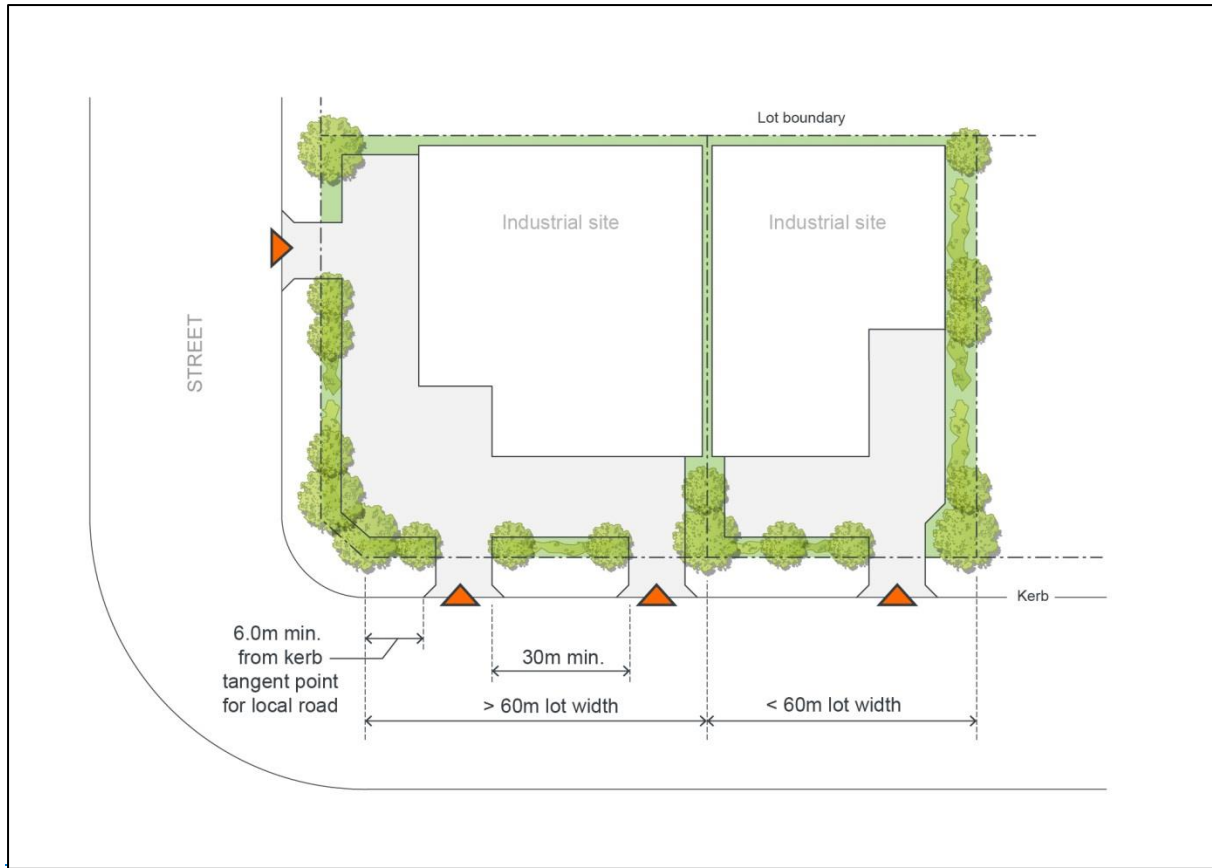 Lot boundary
Industrial site
Industrial site
STREET
Kerb
6.0m min.
from kerb
tangent point
for local road
30m min.
> 60m lot width
< 60m lot width